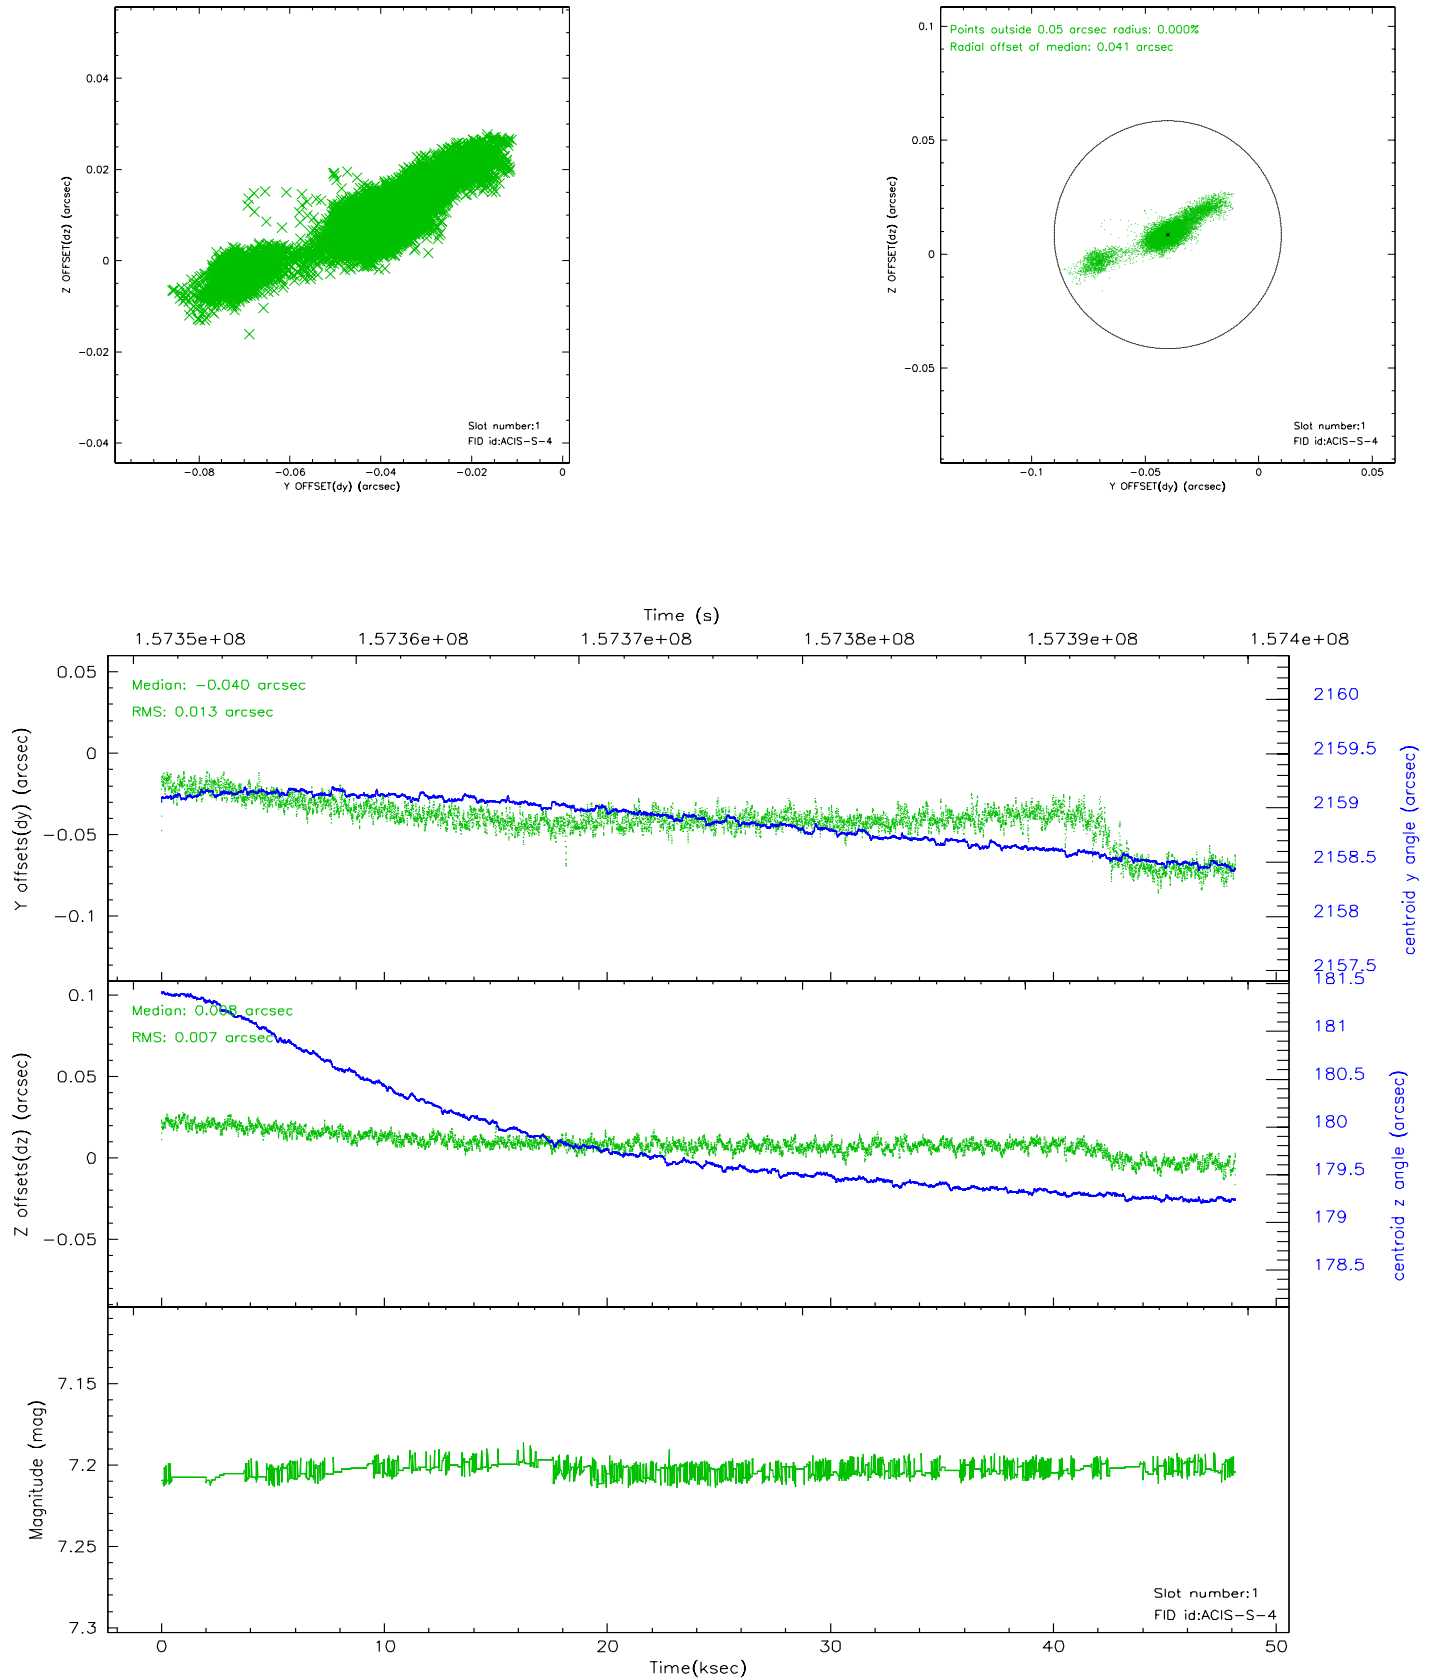 0.04
0.02
0
−0.02
−0.04
Z OFFSET(dz) (arcsec)
−0.08 −0.06 −0.04 −0.02 0
Y OFFSET(dy) (arcsec)
Slot number:1
FID id:ACIS−S−4
0.1
0.05
0
−0.05
Z OFFSET(dz) (arcsec)
Points outside 0.05 arcsec radius: 0.000%
Radial offset of median: 0.041 arcsec
Slot number:1
FID id:ACIS−S−4
−0.1 −0.05 0 0.05
Y OFFSET(dy) (arcsec)
Time (s)
1.5735e+08 1.5736e+08 1.5737e+08 1.5738e+08 1.5739e+08 1.574e+08
0.05
0
−0.05
−0.1
Y offsets(dy) (arcsec)
Median: −0.040 arcsec
RMS: 0.013 arcsec
2160
2159.5
2159
2158.5
2158
2157.5
centroid y angle (arcsec)
0.1
0.05
0
−0.05
Z offsets(dz) (arcsec)
Median: 0.008 arcsec
RMS: 0.007 arcsec
181.5
181
180.5
180
179.5
179
178.5
centroid z angle (arcsec)
7.15
7.2
7.25
7.3
Magnitude (mag)
Slot number:1
FID id:ACIS−S−4
0 10 20 30 40 50
Time(ksec)